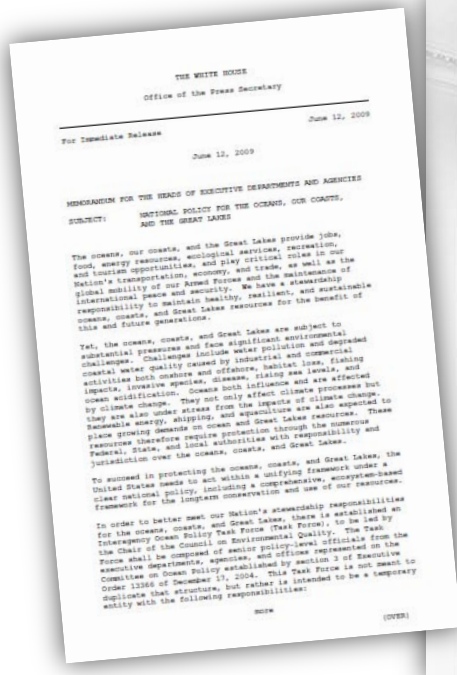 THE WHITE HOUSE
Office of the Press Secretary
For Immediate Release June 12, 2009
June 12, 2009
MEMORANDUM FOR THE HEADS OF EXECUTIVE DEPARTMENTS AND AGENCIES
SUBJECT: NATIONAL POLICY FOR THE OCEANS, OUR COASTS,
AND THE GREAT LAKES
The oceans, our coasts, and the Great Lakes provide jobs,
food, energy resources, ecological services, recreation,
and tourism opportunities, and play critical roles in our
Nation's transportation, economy, and trade, as well as the
global mobility of our Armed Forces and the maintenance of
international peace and security. We have a stewardship
responsibility to maintain healthy, resilient, and sustainable
oceans, coasts, and Great Lakes resources for the benefit of
this and future generations.
Yet, the oceans, coasts, and Great Lakes are subject to
substantial pressures and face significant environmental
challenges. Challenges include water pollution and degraded
coastal water quality caused by industrial and commercial
activities both onshore and offshore, habitat loss, fishing
impacts, invasive species, disease, rising sea levels, and
ocean acidification. Oceans both influence and are affected
by climate change. They not only affect climate processes but
they are also under stress from the impacts of climate change.
Renewable energy, shipping, and aquaculture are also expected to
place growing demands on ocean and Great Lakes resources. These
resources therefore require protection through the numerous
Federal, State, and local authorities with responsibility and
jurisdiction over the oceans, coasts, and Great Lakes.
To succeed in protecting the oceans, coasts, and Great Lakes, the
United States needs to act within a unifying framework under a
clear national policy, including a comprehensive, ecosystem-based
framework for the longterm conservation and use of our resources.
In order to better meet our Nation's stewardship responsibilities
for the oceans, coasts, and Great Lakes, there is established an
Interagency Ocean Policy Task Force (Task Force), to be led by
the Chair of the Council on Environmental Quality. The Task
Force shall be composed of senior policy-level officials from the
executive departments, agencies, and offices represented on the
Committee on Ocean Policy established by section 3 of Executive
Order 13366 of December 17, 2004. This Task Force is not meant to
duplicate that structure, but rather is intended to be a temporary
entity with the following responsibilities:
more
(OVER)